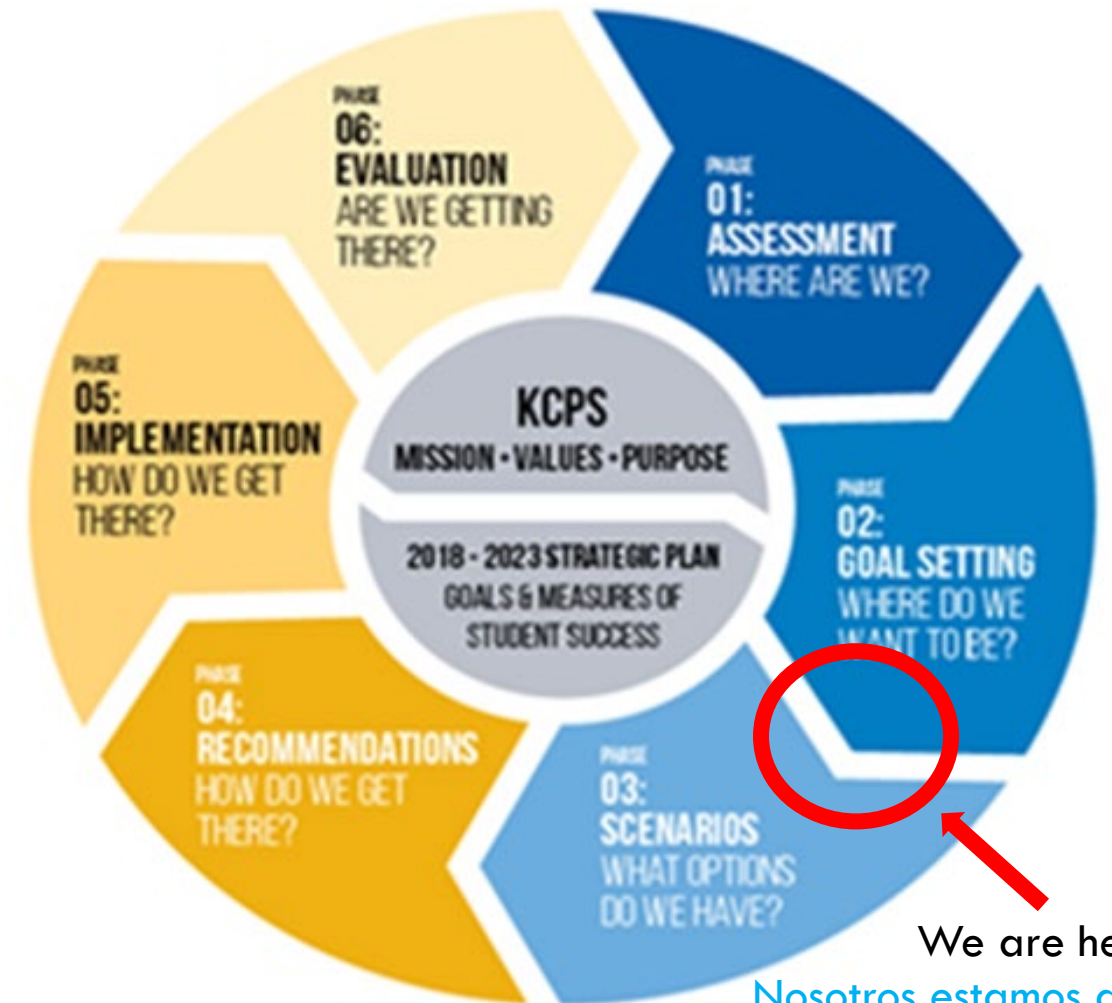 PHASE
01:
ASSESSMENT
WHERE ARE WE?
PHASE
02:
GOAL SETTING
WHERE DO WE
WANT TO BE?
PHASE
03:
SCENARIOS
WHAT OPTIONS
DO WE HAVE?
PHASE
04:
RECOMMENDATIONS
HOW DO WE GET
THERE?
PHASE
05:
IMPLEMENTATION
HOW DO WE GET
THERE?
PHASE
06:
EVALUATION
ARE WE GETTING
THERE?
KCPS
MISSION • VALUES • PURPOSE
2018 - 2023 STRATEGIC PLAN
GOALS & MEASURES OF
STUDENT SUCCESS
We are he
Nosotros estamos a